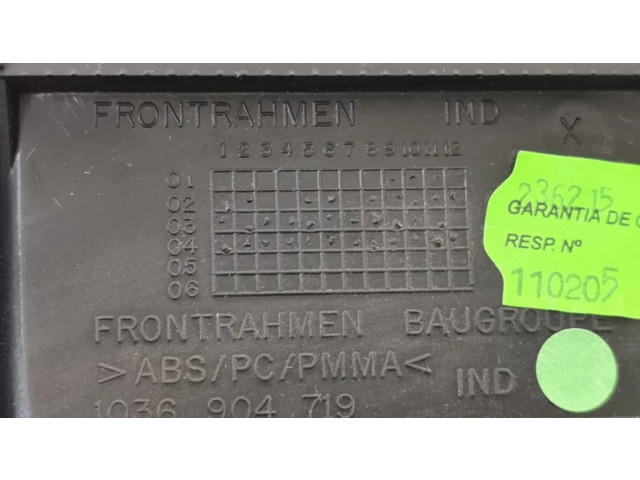 FRONTRAHMEN IND X
1 2 3 4 5 6 7 8 9 10 11 12
01
02
03
04
05
06
236215
GARANTIA DE
RESP. Nº
110205
FRONTRAHMEN BAUGRUPPE
>ABS/PC/PMMA< IND
1036 904 719